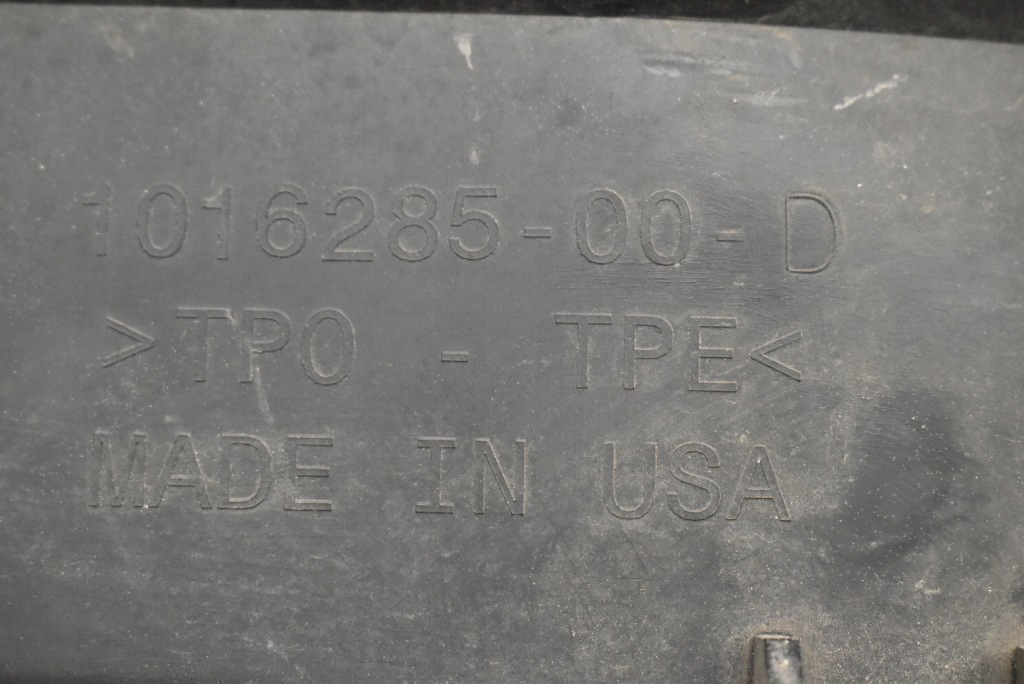 1016285-00-D
>TPO - TPE<
MADE IN USA